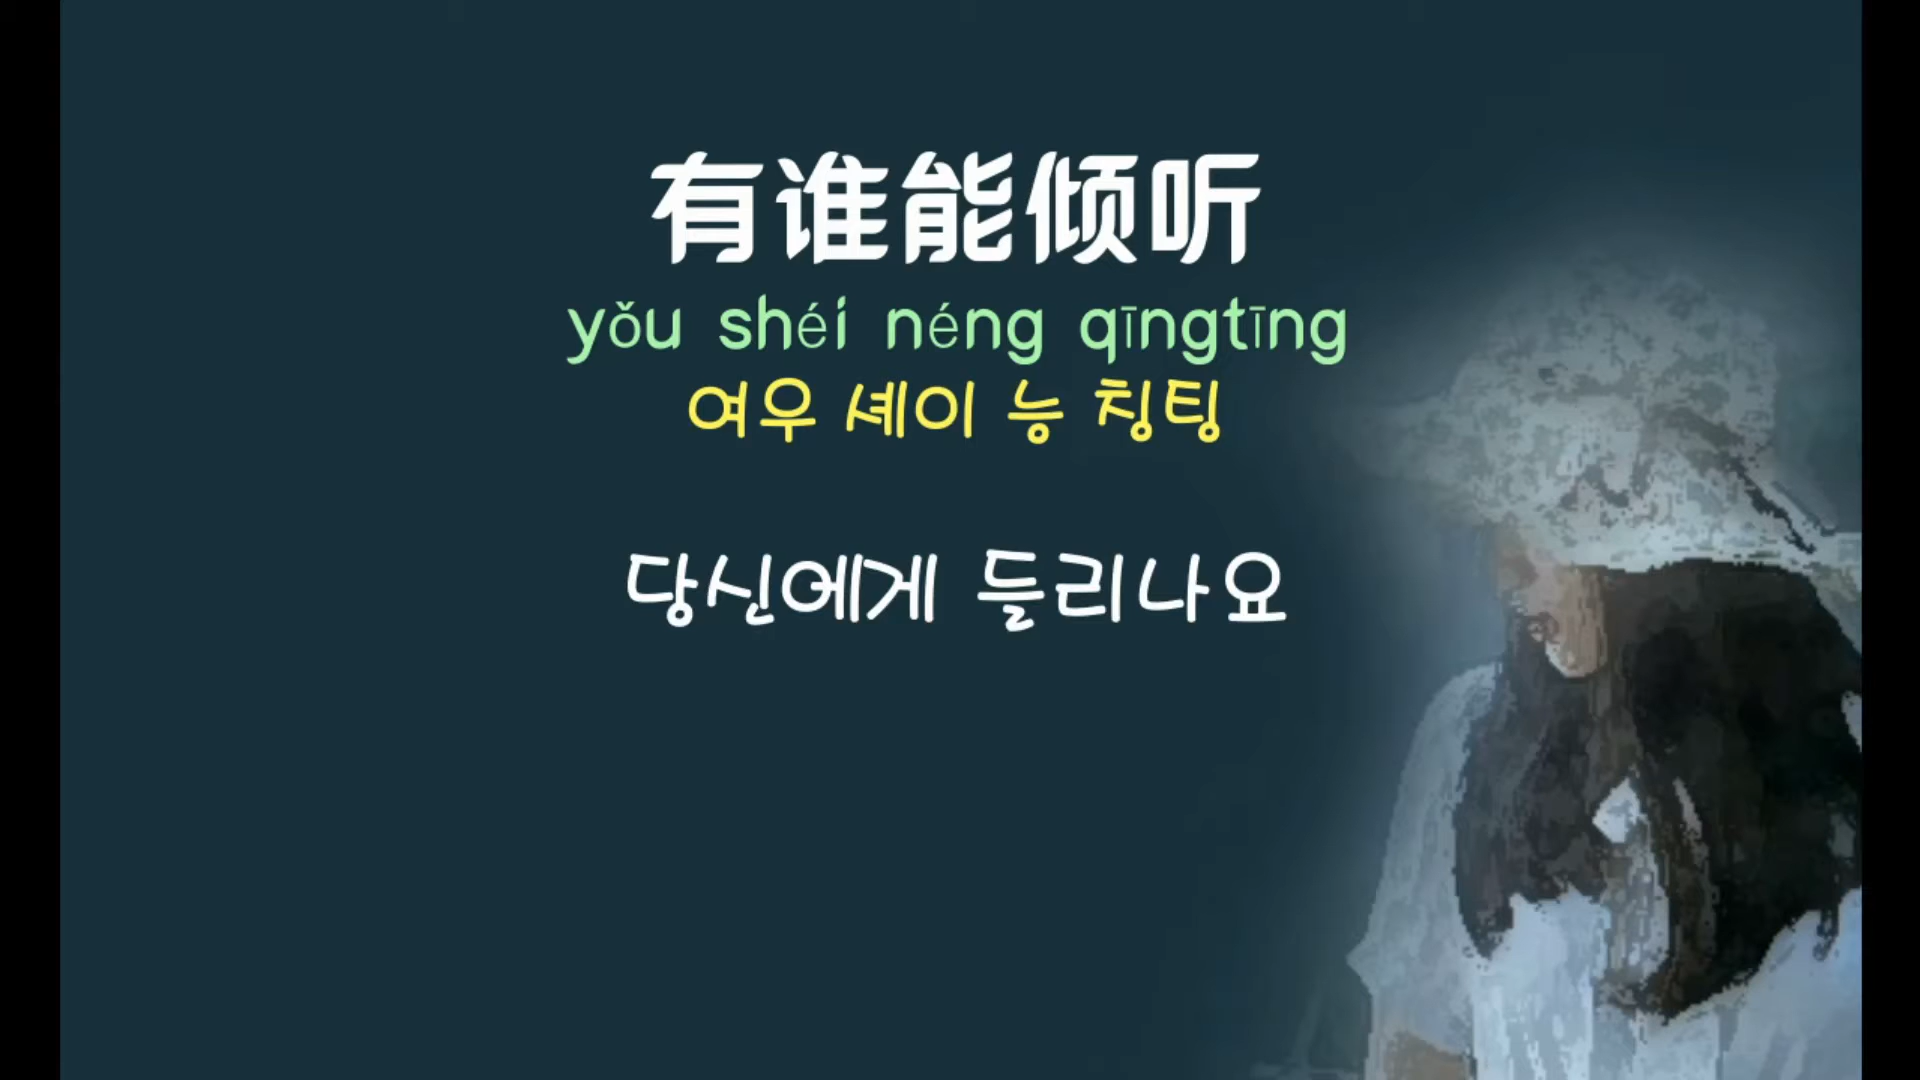 有谁能倾听
yǒu shéi néng qīngtīng
여우 셰이 능 칭팅
당신에게 들리나요